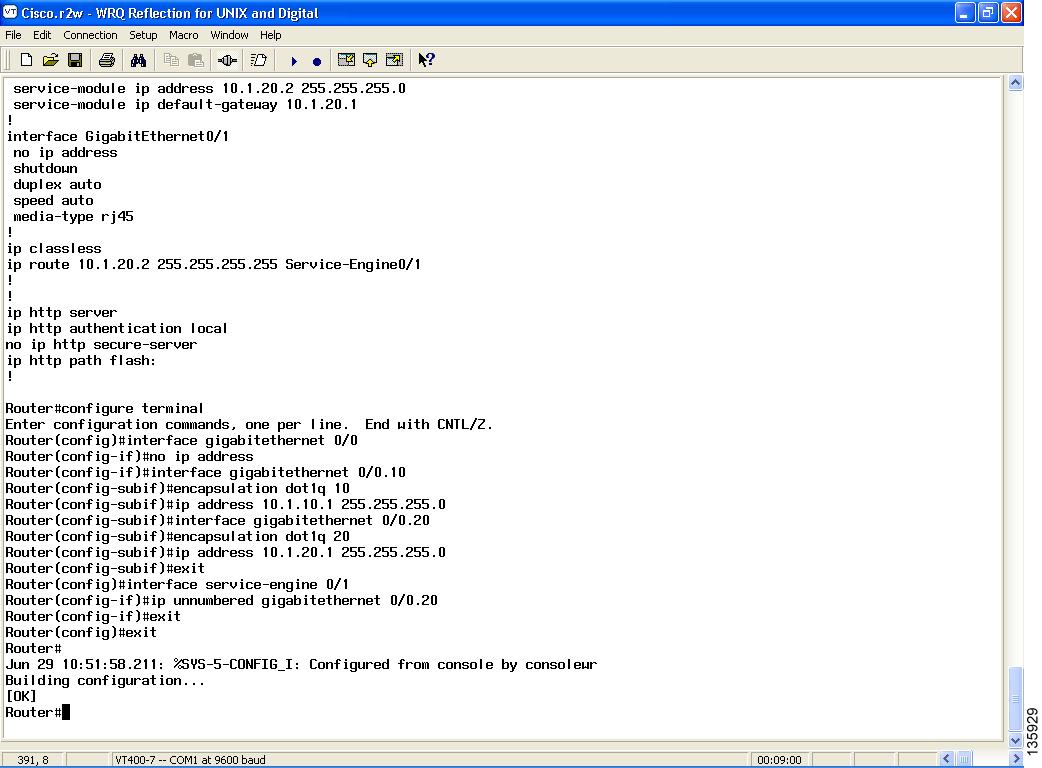 Cisco.r2w - WRQ Reflection for UNIX and Digital
File Edit Connection Setup Macro Window Help
service-module ip address 10.1.20.2 255.255.255.0
service-module ip default-gateway 10.1.20.1
!
interface GigabitEthernet0/1
no ip address
shutdown
duplex auto
speed auto
media-type rj45
!
ip classless
ip route 10.1.20.2 255.255.255.255 Service-Engine0/1
!
!
ip http server
ip http authentication local
no ip http secure-server
ip http path flash:
!
Router#configure terminal
Enter configuration commands, one per line.  End with CNTL/Z.
Router(config)#interface gigabitethernet 0/0
Router(config-if)#no ip address
Router(config-if)#interface gigabitethernet 0/0.10
Router(config-subif)#encapsulation dot1q 10
Router(config-subif)#ip address 10.1.10.1 255.255.255.0
Router(config-subif)#interface gigabitethernet 0/0.20
Router(config-subif)#encapsulation dot1q 20
Router(config-subif)#ip address 10.1.20.1 255.255.255.0
Router(config-subif)#exit
Router(config)#interface service-engine 0/1
Router(config-if)#ip unnumbered gigabitethernet 0/0.20
Router(config-if)#exit
Router(config)#exit
Router#
Jun 29 10:51:58.211: %SYS-5-CONFIG_I: Configured from console by consolewr
Building configuration...
[OK]
Router#
391, 8 VT400-7 -- COM1 at 9600 baud 00:09:00
135929